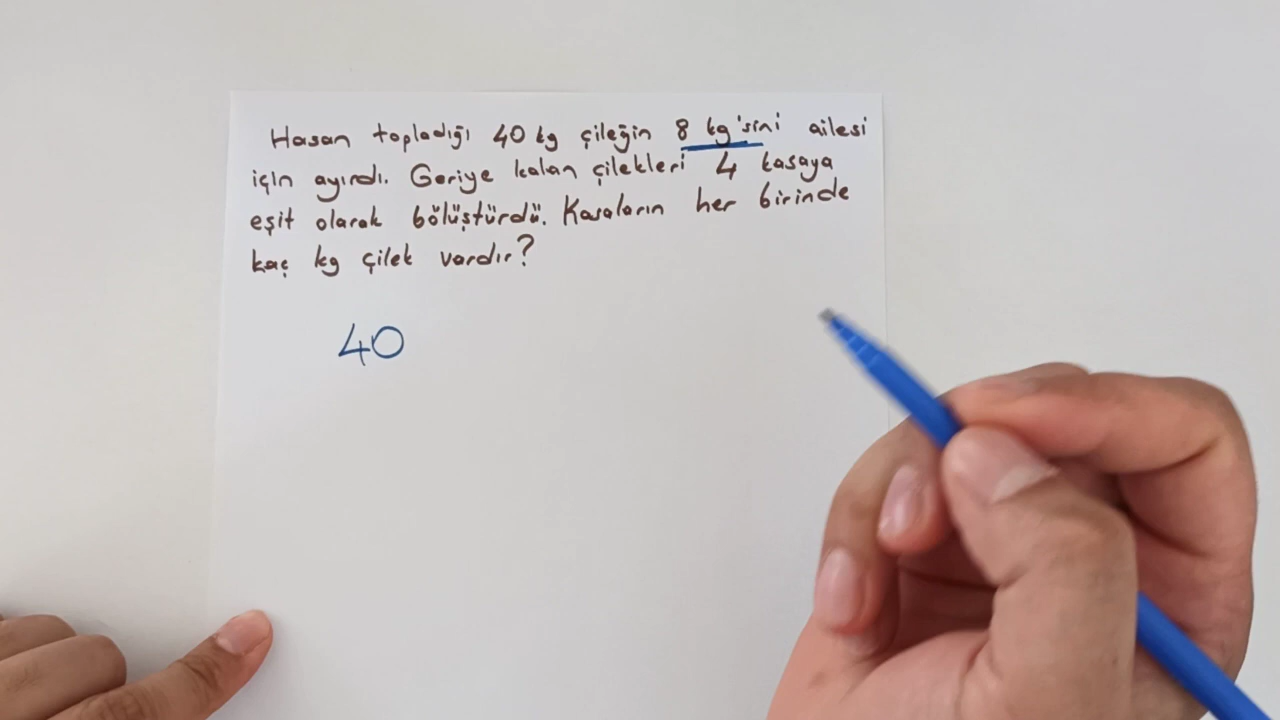 Hasan topladığı 40 kg çileğin 8 kg'sini ailesi
için ayırdı. Geriye kalan çilekleri 4 kasaya
eşit olarak bölüştürdü. Kasaların her birinde
kaç kg çilek vardır?
40